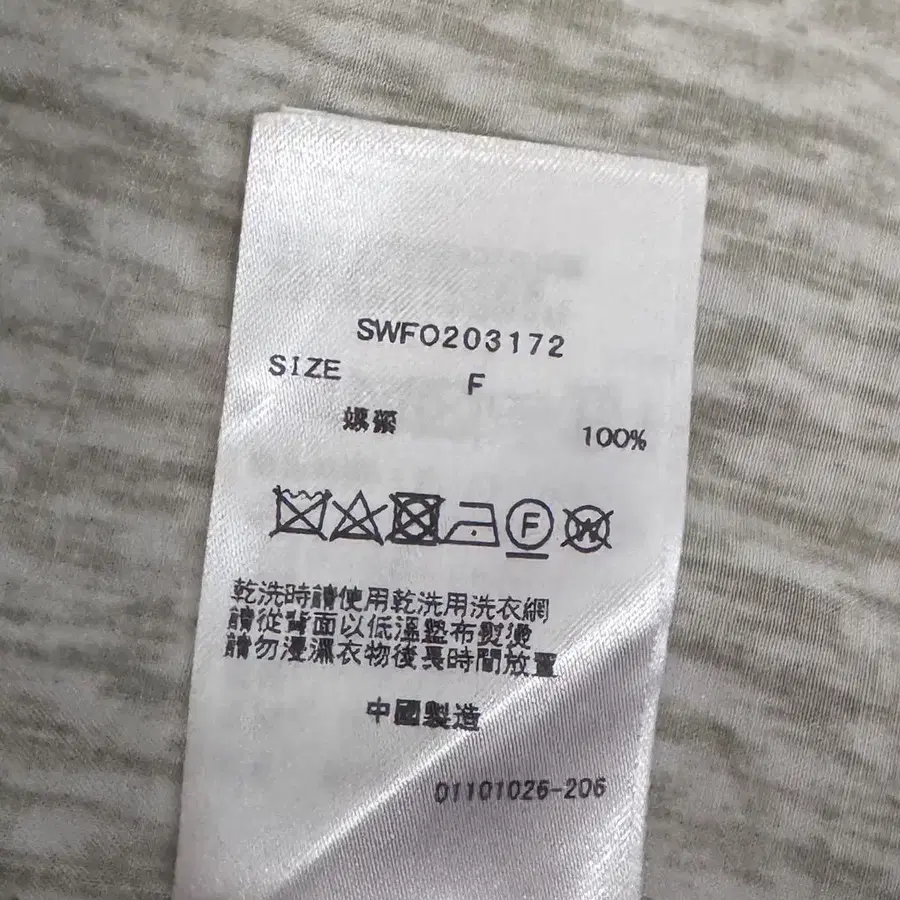 SWFO203172
SIZE F
嫘縈 100%
F
W
乾洗時請使用乾洗用洗衣網
請從背面以低溫墊布熨燙
請勿浸濕衣物後長時間放置
中國製造
01101026-206